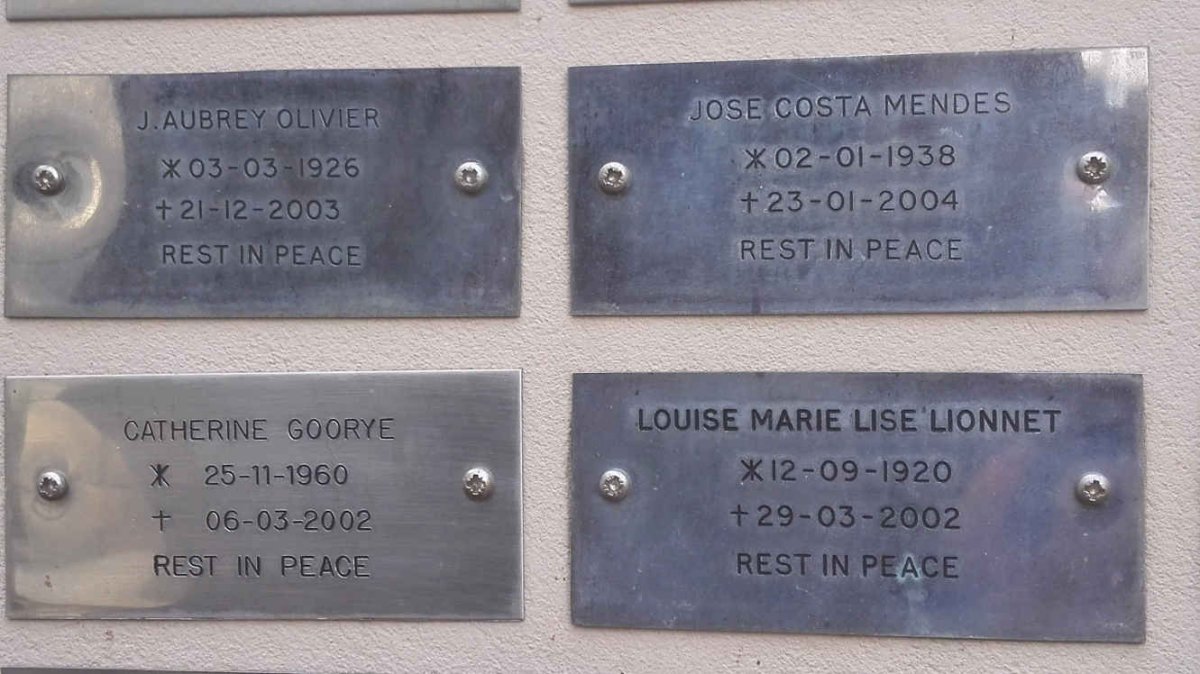 J. AUBREY OLIVIER
* 03-03-1926
† 21-12-2003
REST IN PEACE
JOSE COSTA MENDES
* 02-01-1938
† 23-01-2004
REST IN PEACE
CATHERINE GOORYE
* 25-11-1960
† 06-03-2002
REST IN PEACE
LOUISE MARIE LISE LIONNET
* 12-09-1920
† 29-03-2002
REST IN PEACE